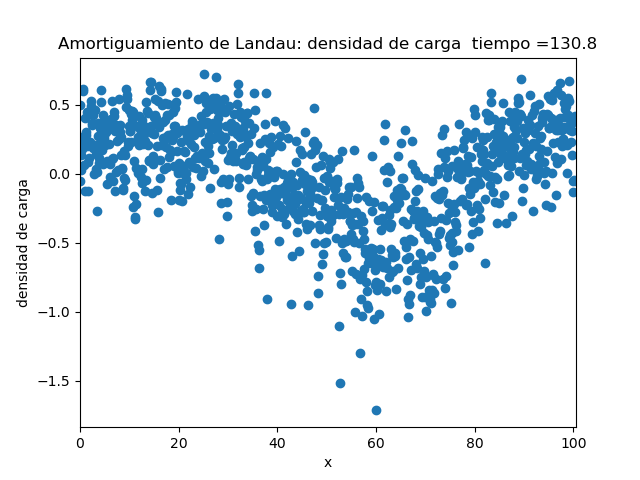 Amortiguamiento de Landau: densidad de carga  tiempo =130.8
densidad de carga
0.5
0.0
−0.5
−1.0
−1.5
0 20 40 60 80 100
x